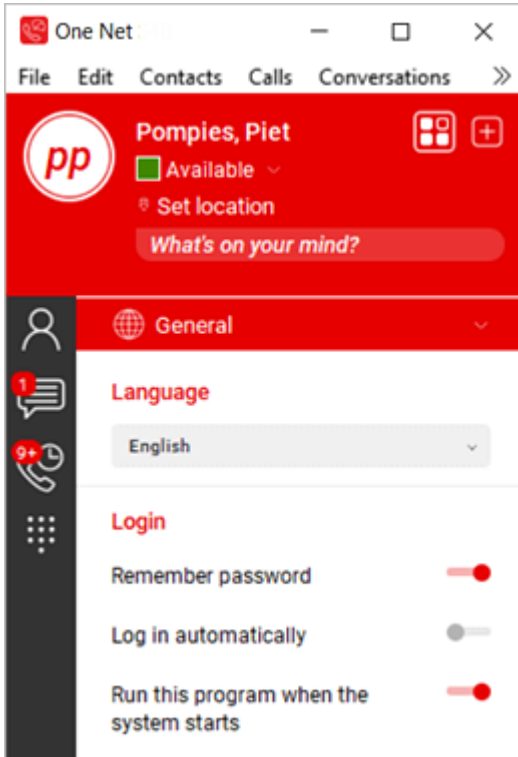 One Net
File Edit Contacts Calls Conversations »
pp
Pompies, Piet
Available
Set location
What's on your mind?
General
1
Language
English
9+
Login
Remember password
Log in automatically
Run this program when the
system starts